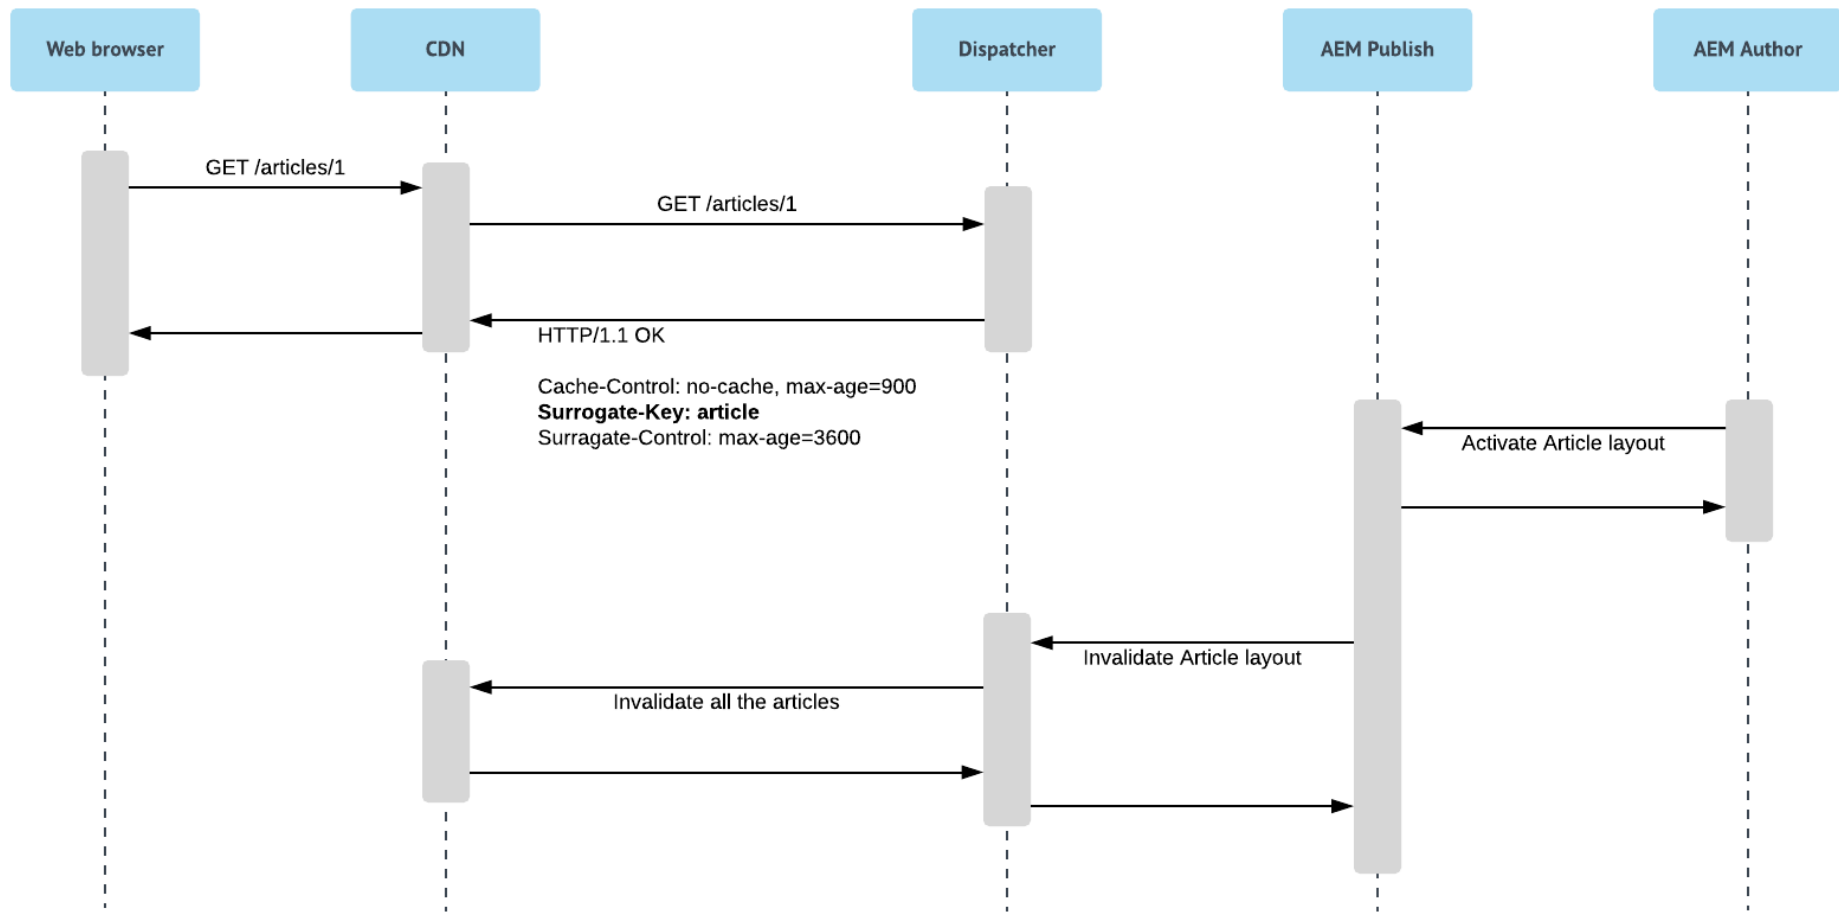 Web browser
CDN
Dispatcher
AEM Publish
AEM Author
GET /articles/1
GET /articles/1
HTTP/1.1 OK
Cache-Control: no-cache, max-age=900
Surrogate-Key: article
Surragate-Control: max-age=3600
Activate Article layout
Invalidate Article layout
Invalidate all the articles